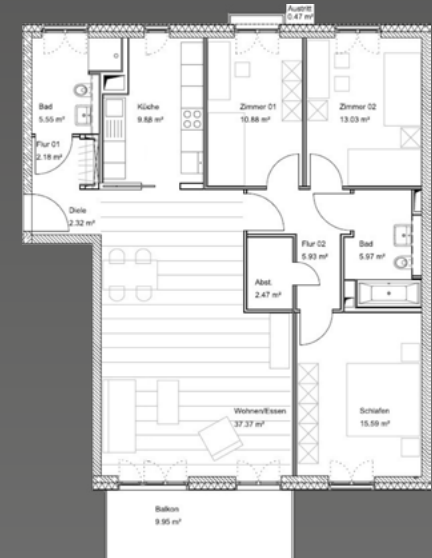 Austritt
0.47 m²
Bad
5.55 m²
Küche
9.88 m²
Zimmer 01
10.88 m²
Zimmer 02
13.03 m²
Flur 01
2.18 m²
Diele
2.32 m²
Flur 02
5.93 m²
Bad
5.97 m²
Abst.
2.47 m²
Wohnen/Essen
37.37 m²
Schlafen
15.59 m²
Balkon
9.95 m²